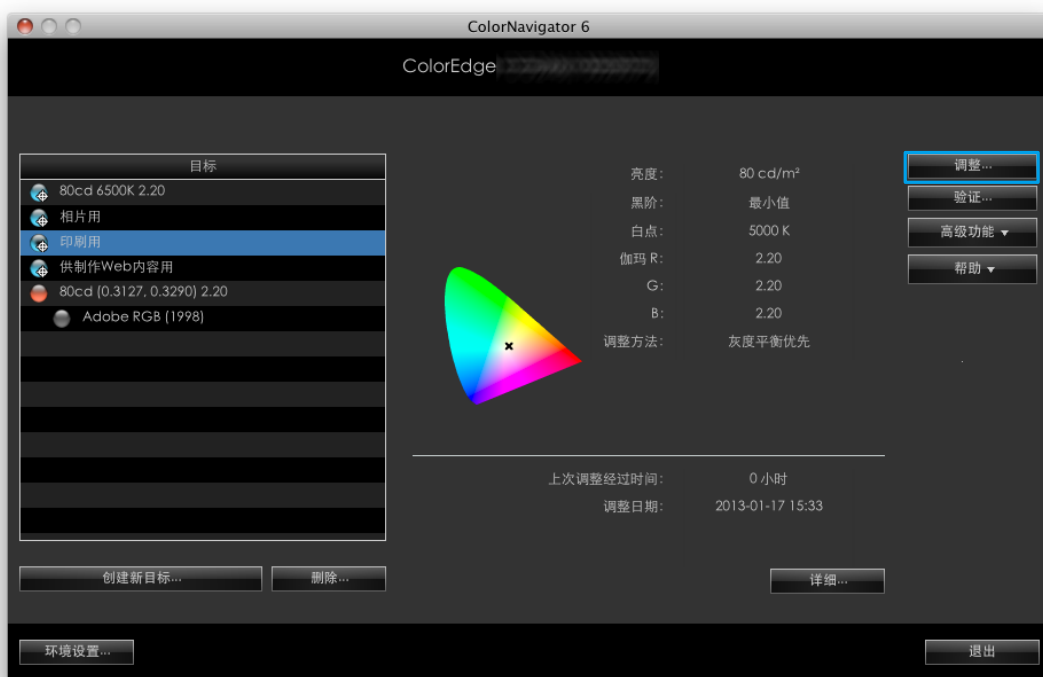 ColorNavigator 6
ColorEdge
目标
80cd 6500K 2.20
相片用
印刷用
供制作Web内容用
80cd (0.3127, 0.3290) 2.20
Adobe RGB (1998)
亮度: 80 cd/m²
黑阶: 最小值
白点: 5000 K
伽玛 R: 2.20
G: 2.20
B: 2.20
调整方法: 灰度平衡优先
上次调整经过时间: 0 小时
调整日期: 2013-01-17 15:33
调整...
验证...
高级功能
帮助
创建新目标...
删除...
详细...
环境设置...
退出